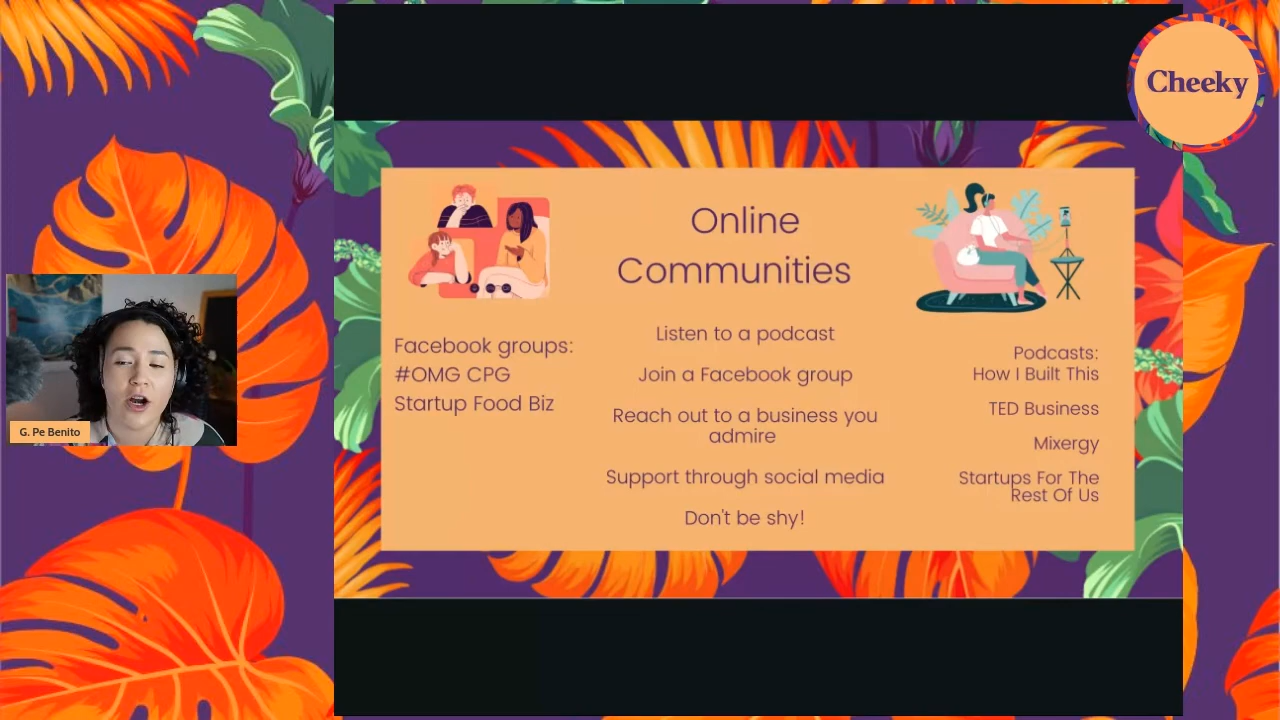 Cheeky
Online
Communities
Facebook groups:
#OMG CPG
Startup Food Biz
Listen to a podcast
Join a Facebook group
Reach out to a business you
admire
Support through social media
Don't be shy!
Podcasts:
How I Built This
TED Business
Mixergy
Startups For The
Rest Of Us
G. Pe Benito